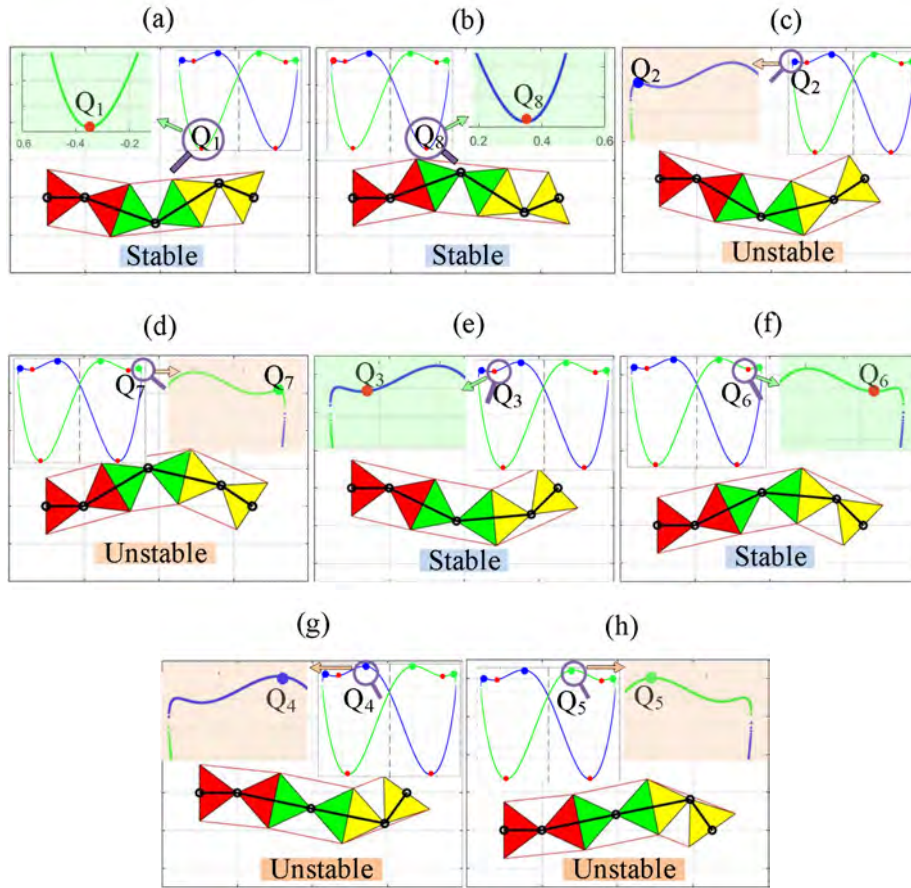 (a)
(b)
(c)
Q1
Q1
0.6
-0.4
-0.2
Stable
Q8
Q8
0.2
0.4
0.6
Stable
Q2
Q2
Unstable
(d)
(e)
(f)
Q7
Q7
Unstable
Q3
Q3
Stable
Q6
Q6
Stable
(g)
(h)
Q4
Q4
Unstable
Q5
Q5
Unstable